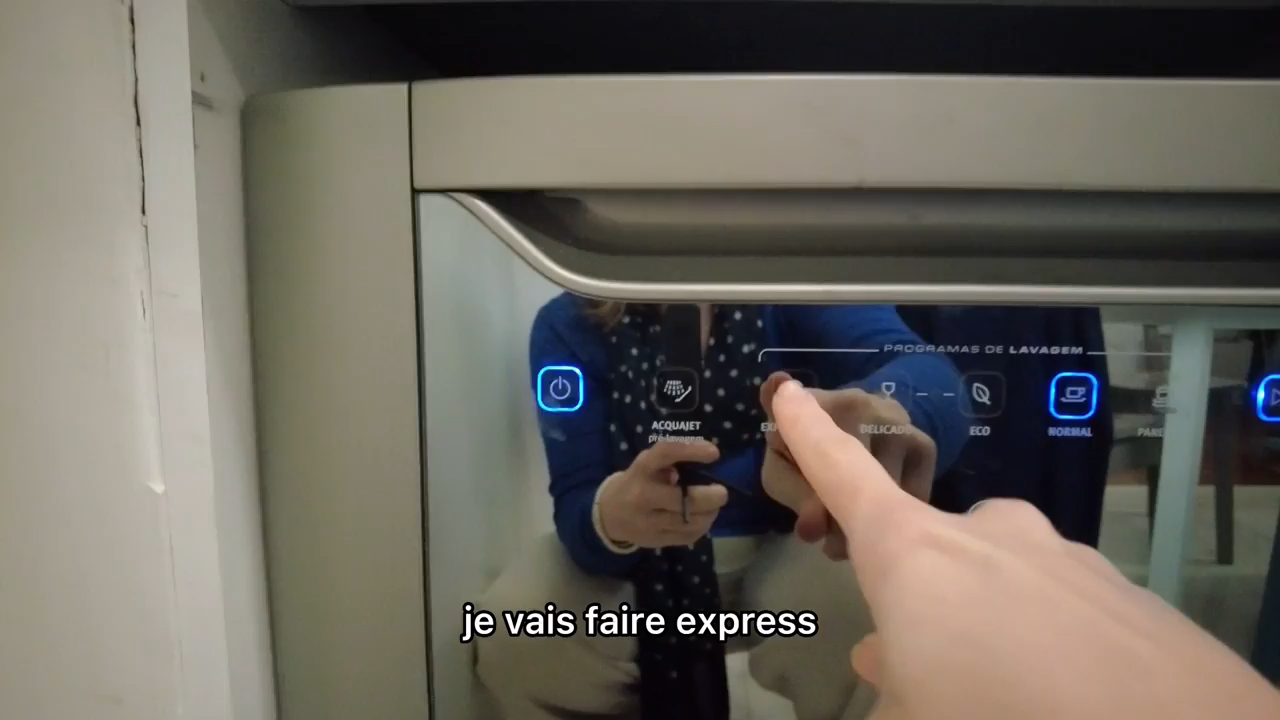 PROGRAMAS DE LAVAGEM
ACQUAJET
pré-lavagem
DELICADO
ECO
NORMAL
je vais faire express